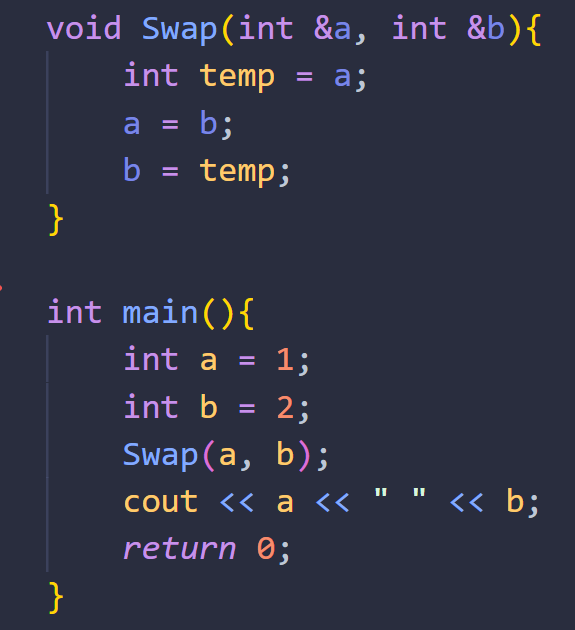 void Swap(int &a, int &b){
    int temp = a;
    a = b;
    b = temp;
}

int main(){
    int a = 1;
    int b = 2;
    Swap(a, b);
    cout << a << " " << b;
    return 0;
}